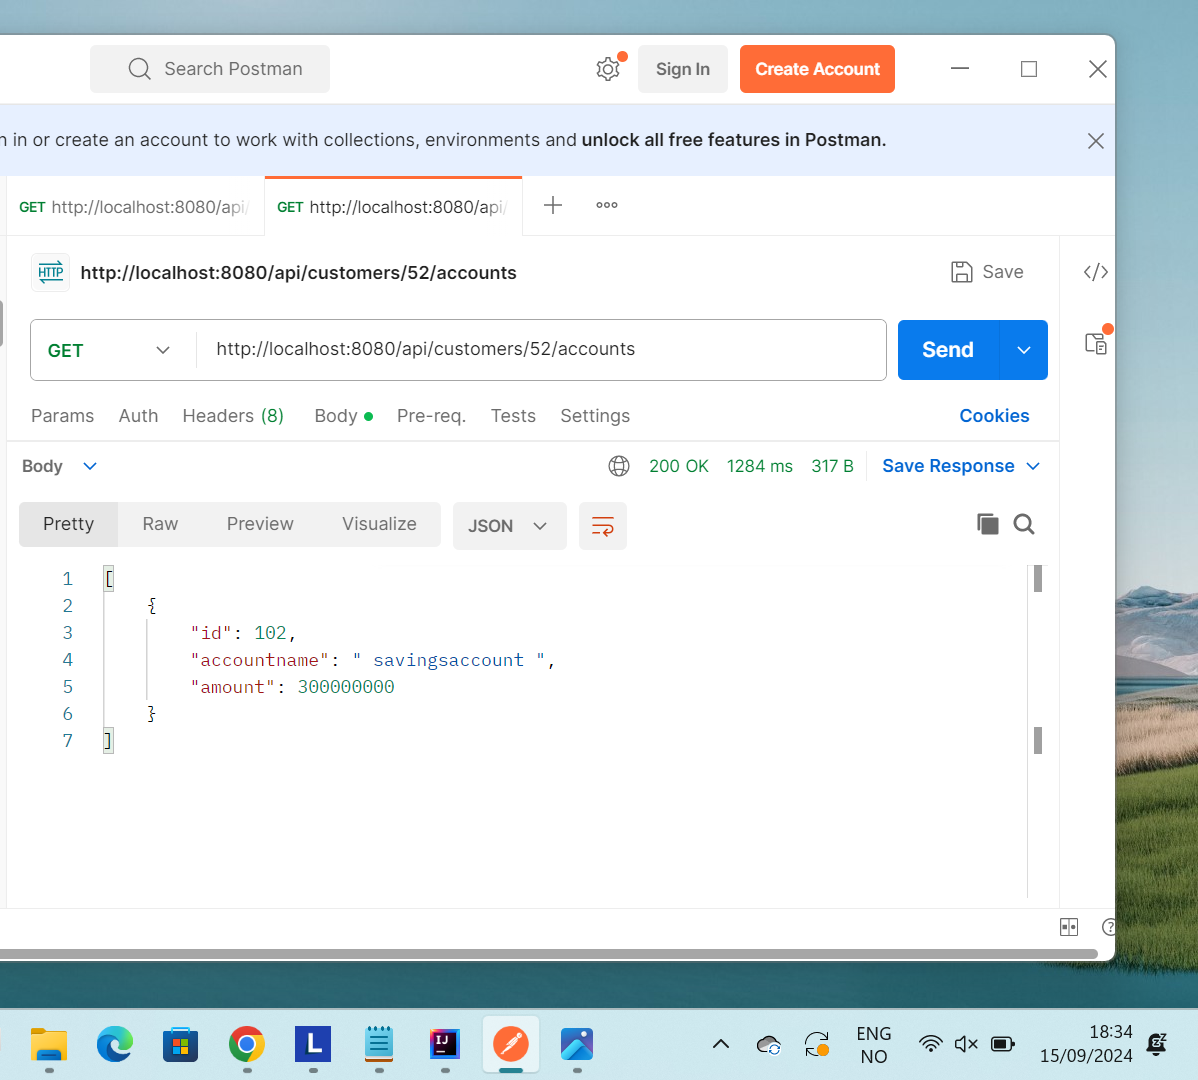 Search Postman
Sign In
Create Account
n in or create an account to work with collections, environments and unlock all free features in Postman.
GET http://localhost:8080/api/
GET http://localhost:8080/api/
HTTP http://localhost:8080/api/customers/52/accounts
Save
</>
GET
http://localhost:8080/api/customers/52/accounts
Send
Params Auth Headers (8) Body Pre-req. Tests Settings Cookies
Body
200 OK 1284 ms 317 B Save Response
Pretty Raw Preview Visualize JSON
1 [
2 {
3 "id": 102,
4 "accountname": " savingsaccount ",
5 "amount": 300000000
6 }
7 ]
?
L
IJ
ENG
NO
18:34
15/09/2024